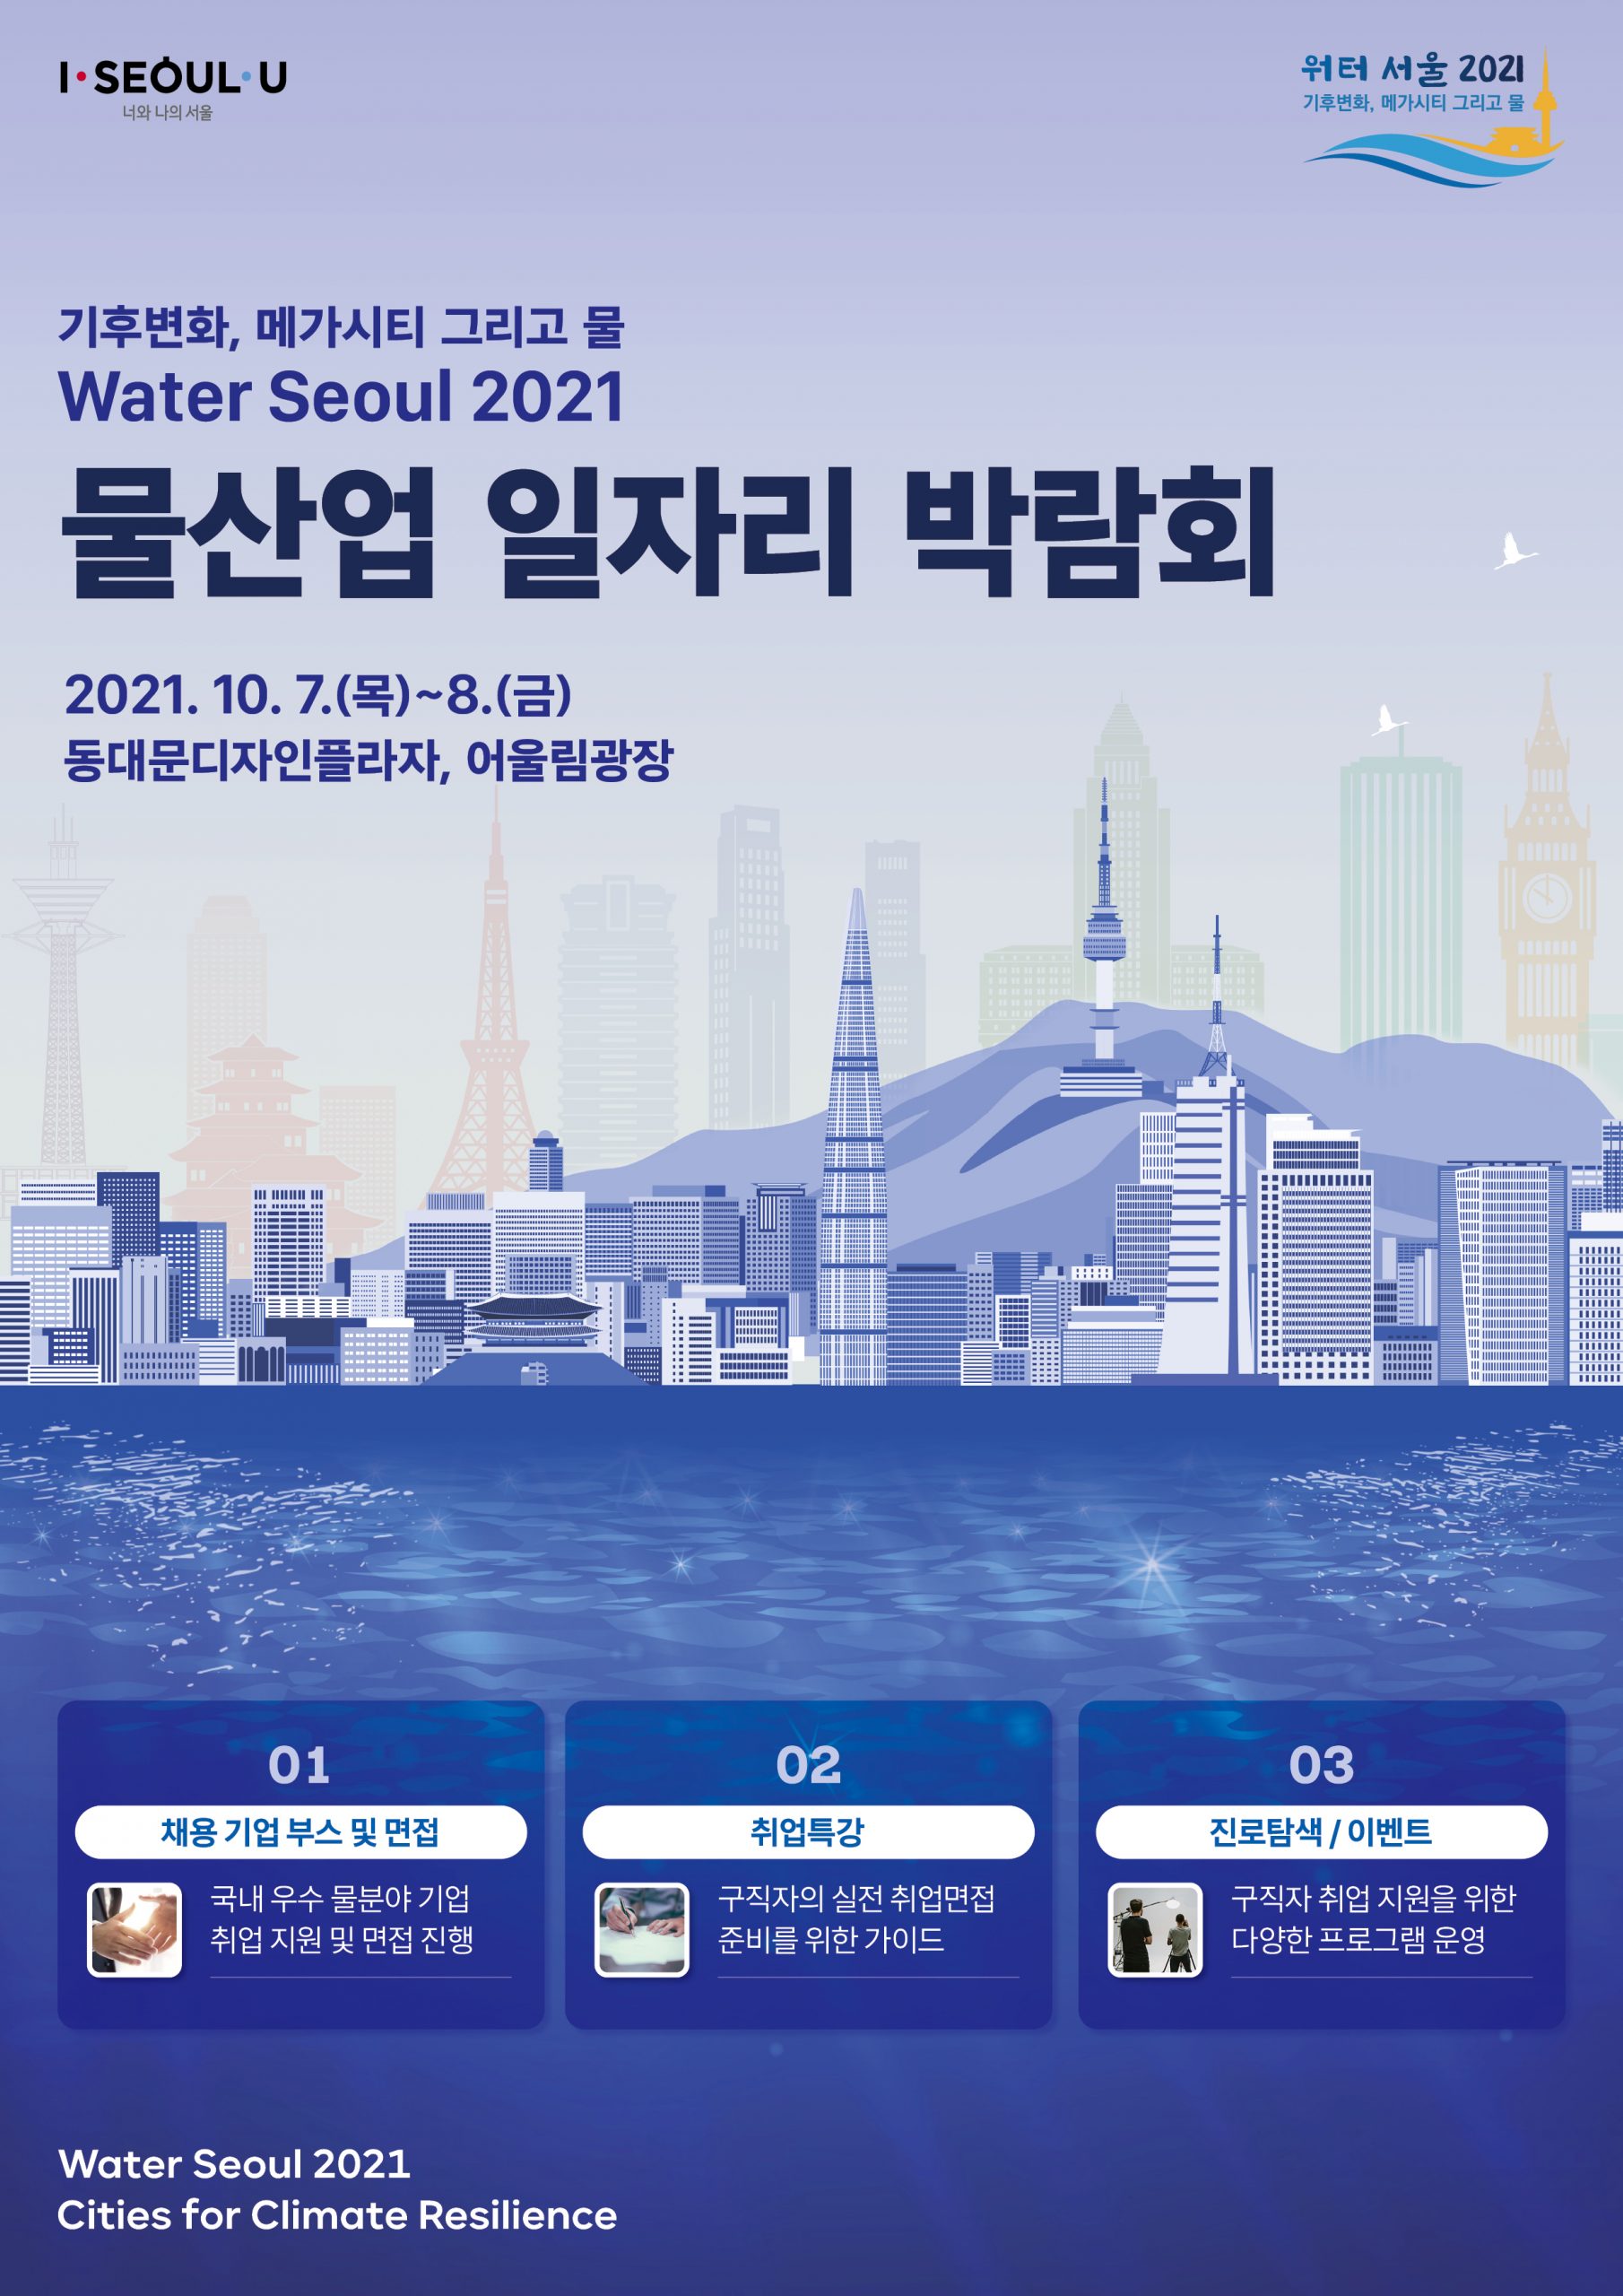 I·SEOUL·U
너와 나의 서울
워터 서울 2021
기후변화, 메가시티 그리고 물
기후변화, 메가시티 그리고 물
Water Seoul 2021
물산업 일자리 박람회
2021. 10. 7.(목)~8.(금)
동대문디자인플라자, 어울림광장
01
채용 기업 부스 및 면접
국내 우수 물분야 기업
취업 지원 및 면접 진행
02
취업특강
구직자의 실전 취업면접
준비를 위한 가이드
03
진로탐색 / 이벤트
구직자 취업 지원을 위한
다양한 프로그램 운영
Water Seoul 2021
Cities for Climate Resilience